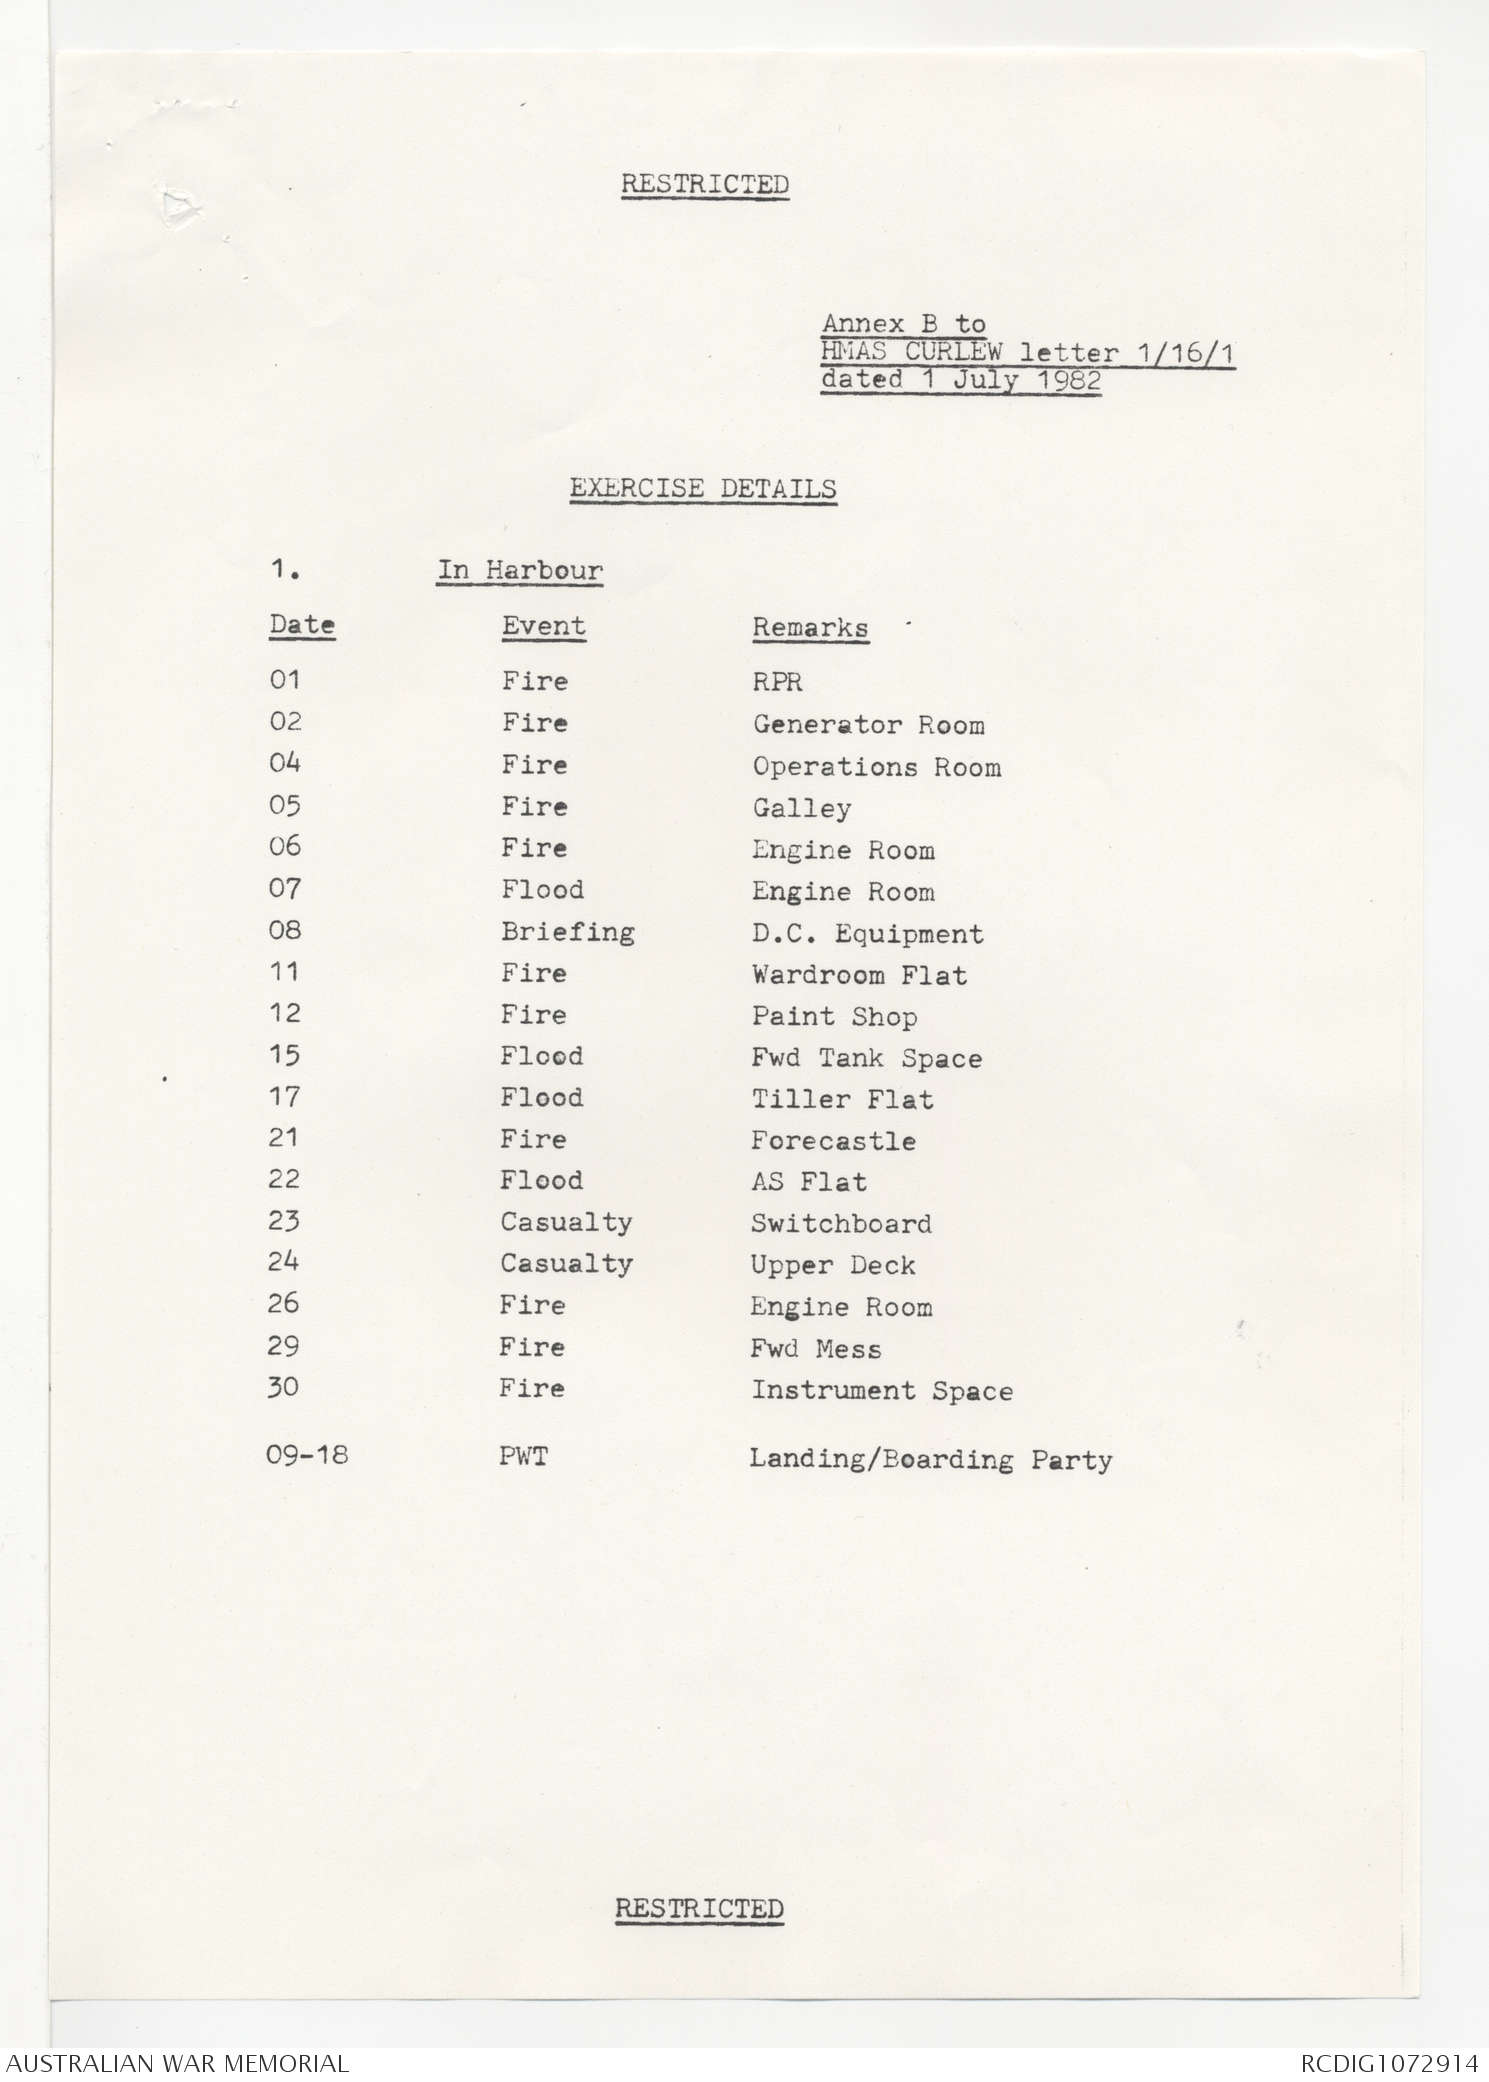 RESTRICTED
Annex B to
HMAS CURLEW letter 1/16/1
dated 1 July 1982
EXERCISE DETAILS
1. In Harbour
Date Event Remarks
01 Fire RPR
02 Fire Generator Room
04 Fire Operations Room
05 Fire Galley
06 Fire Engine Room
07 Flood Engine Room
08 Briefing D.C. Equipment
11 Fire Wardroom Flat
12 Fire Paint Shop
15 Flood Fwd Tank Space
17 Flood Tiller Flat
21 Fire Forecastle
22 Flood AS Flat
23 Casualty Switchboard
24 Casualty Upper Deck
26 Fire Engine Room
29 Fire Fwd Mess
30 Fire Instrument Space
09-18 PWT Landing/Boarding Party
RESTRICTED
AUSTRALIAN WAR MEMORIAL RCDIG1072914